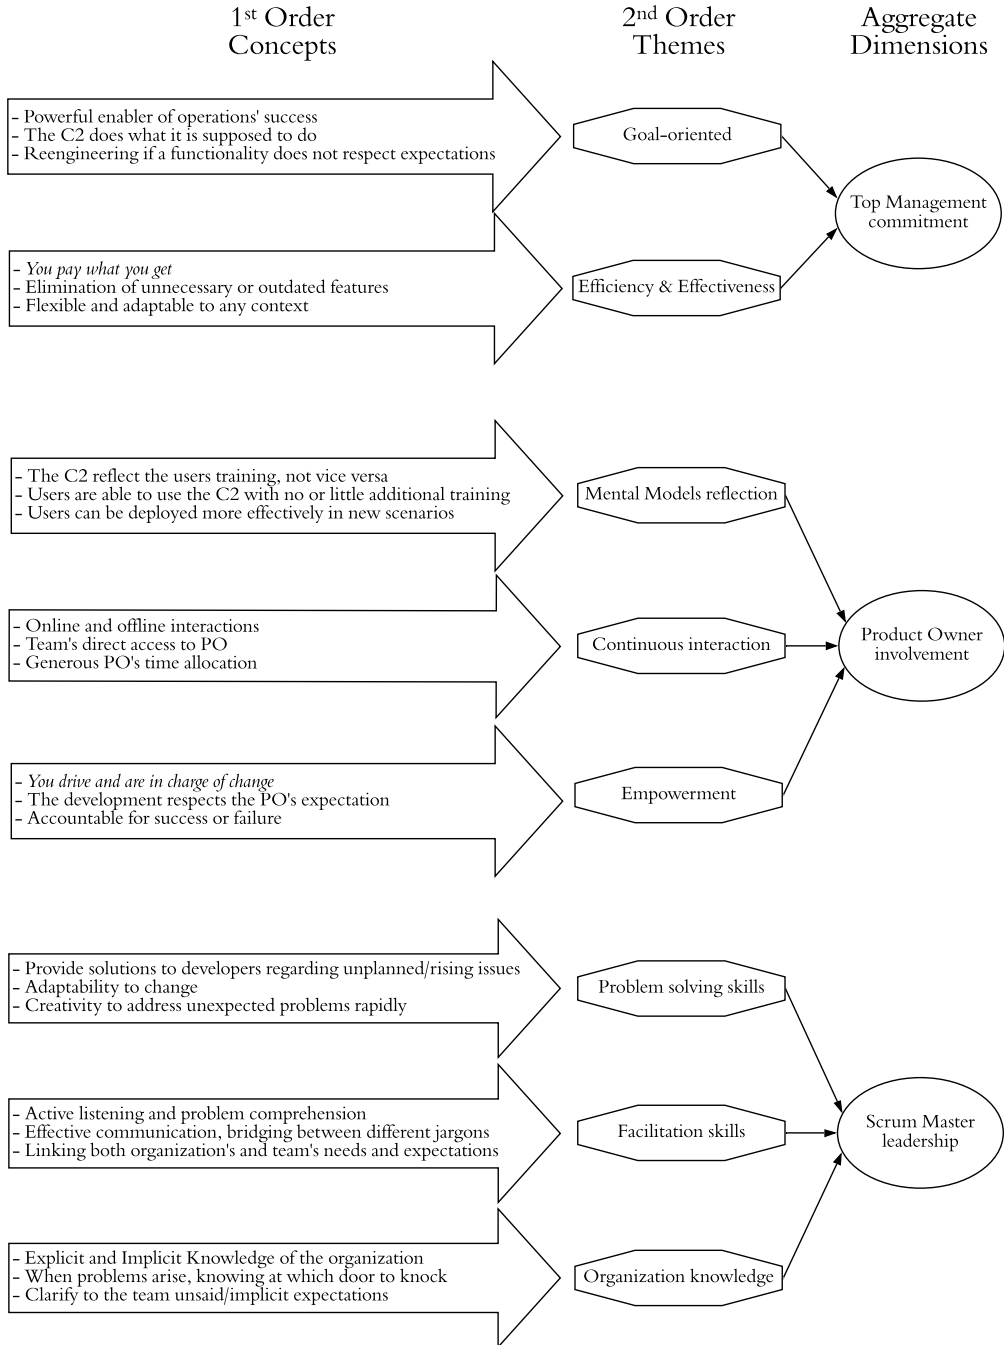 1st Order
Concepts
2nd Order
Themes
Aggregate
Dimensions
- Powerful enabler of operations' success
- The C2 does what it is supposed to do
- Reengineering if a functionality does not respect expectations
Goal-oriented
Top Management
commitment
- You pay what you get
- Elimination of unnecessary or outdated features
- Flexible and adaptable to any context
Efficiency & Effectiveness
- The C2 reflect the users training, not vice versa
- Users are able to use the C2 with no or little additional training
- Users can be deployed more effectively in new scenarios
Mental Models reflection
- Online and offline interactions
- Team's direct access to PO
- Generous PO's time allocation
Continuous interaction
Product Owner
involvement
- You drive and are in charge of change
- The development respects the PO's expectation
- Accountable for success or failure
Empowerment
- Provide solutions to developers regarding unplanned/rising issues
- Adaptability to change
- Creativity to address unexpected problems rapidly
Problem solving skills
- Active listening and problem comprehension
- Effective communication, bridging between different jargons
- Linking both organization's and team's needs and expectations
Facilitation skills
Scrum Master
leadership
- Explicit and Implicit Knowledge of the organization
- When problems arise, knowing at which door to knock
- Clarify to the team unsaid/implicit expectations
Organization knowledge